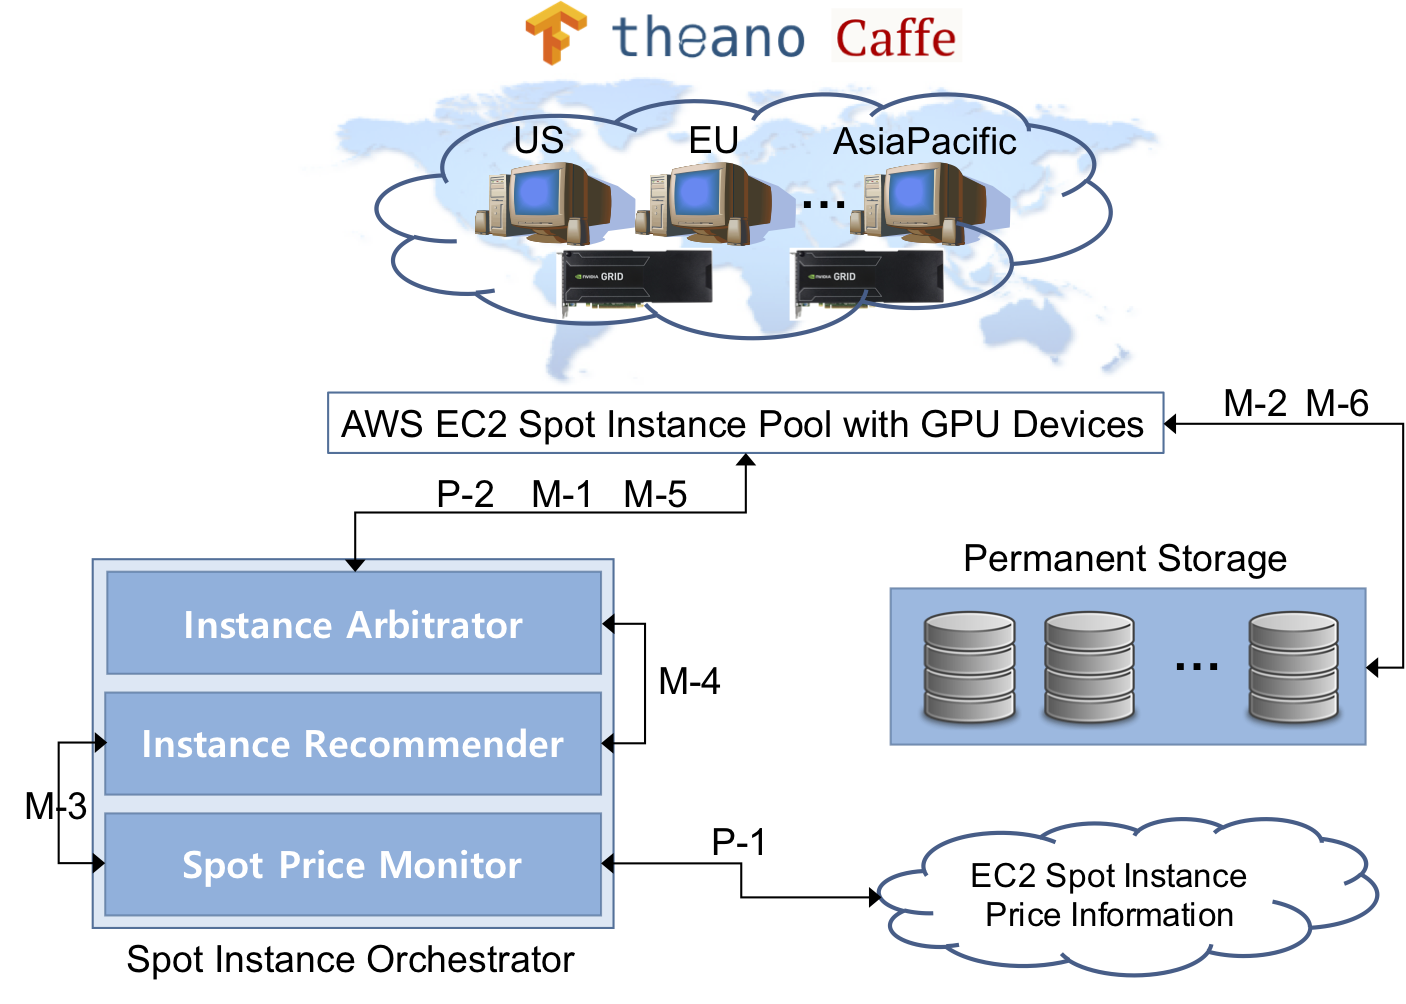 theano Caffe
US EU AsiaPacific
...
NVIDIA GRID NVIDIA GRID
AWS EC2 Spot Instance Pool with GPU Devices
M-2 M-6
P-2 M-1 M-5
Permanent Storage
Instance Arbitrator
M-4
...
Instance Recommender
M-3
P-1
Spot Price Monitor
EC2 Spot Instance
Price Information
Spot Instance Orchestrator